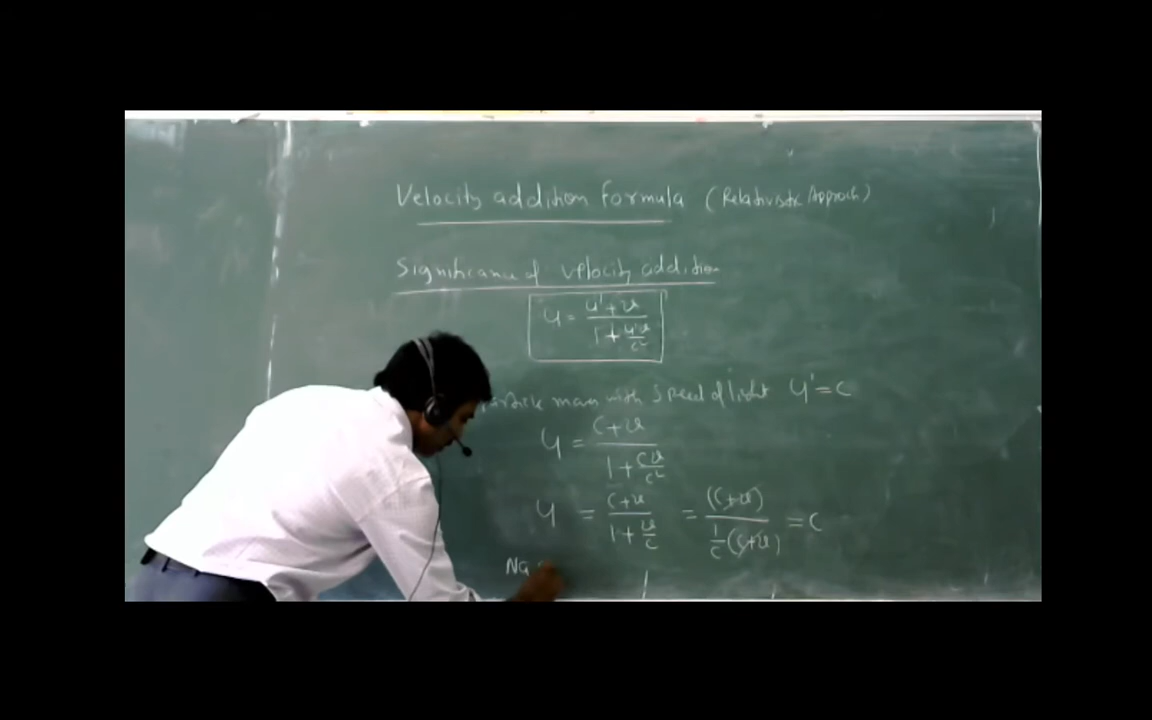 Velocity addition formula (Relativistic Approach)
Significance of velocity addition
u = u'+v / 1+ u'v/c²
particle moves with speed of light u'=c
u = c+v / 1+ cv/c²
u = c+v / 1+ v/c = (c+v) / 1/c (c+v) = c